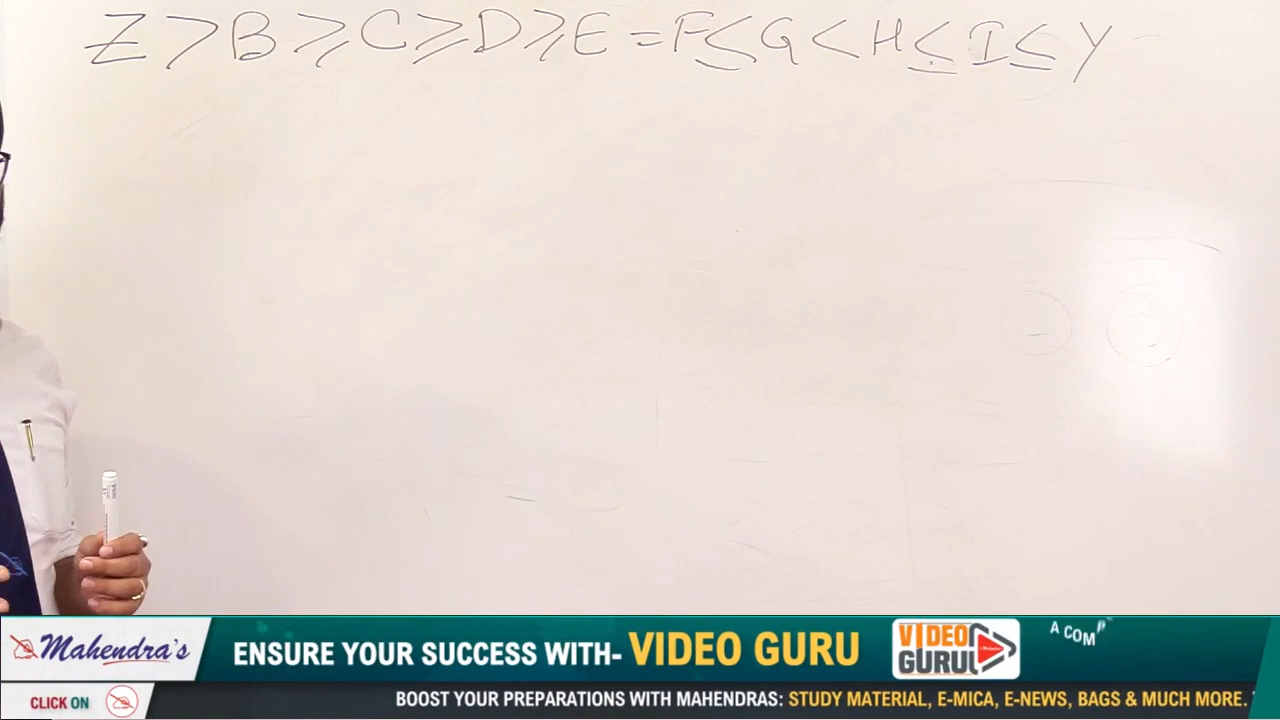 Z > B ⩾ C ⩾ D ⩾ E = F ≤ G < H ≤ I ≤ Y
Mahendra's
ENSURE YOUR SUCCESS WITH- VIDEO GURU
VIDEO
GURU
A COM
CLICK ON
BOOST YOUR PREPARATIONS WITH MAHENDRAS: STUDY MATERIAL, E-MICA, E-NEWS, BAGS & MUCH MORE.